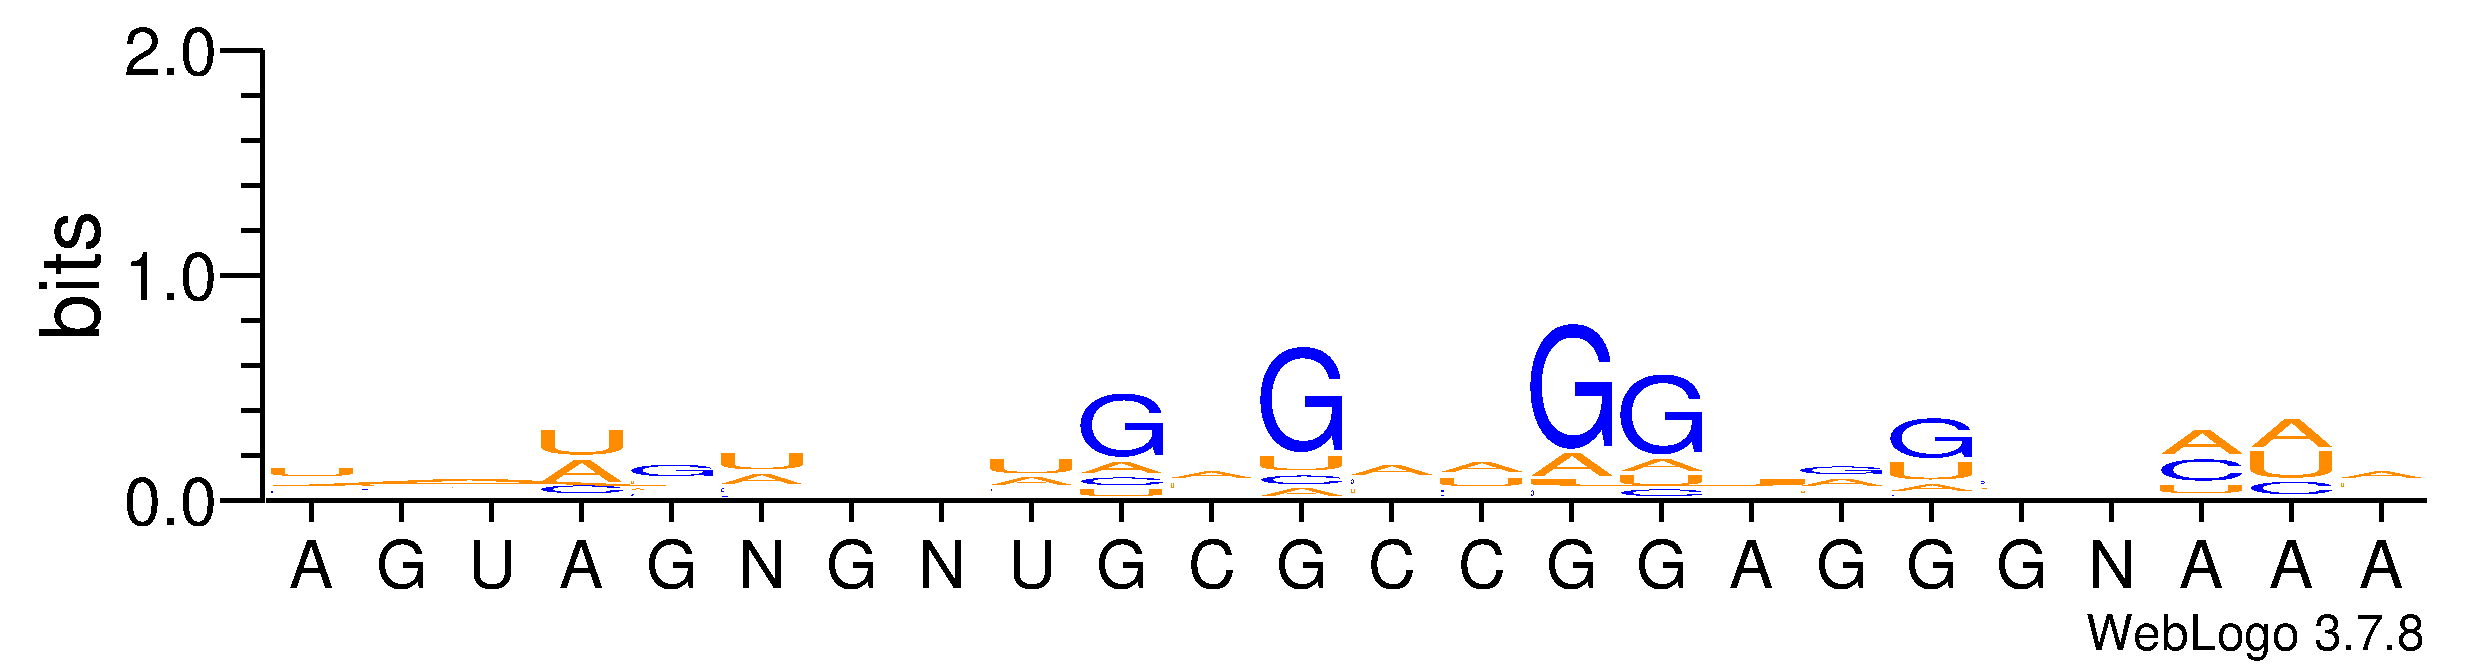 2.0
bits
1.0
0.0
A G U A G N G N U G C G C C G G A G G G N A A A
WebLogo 3.7.8